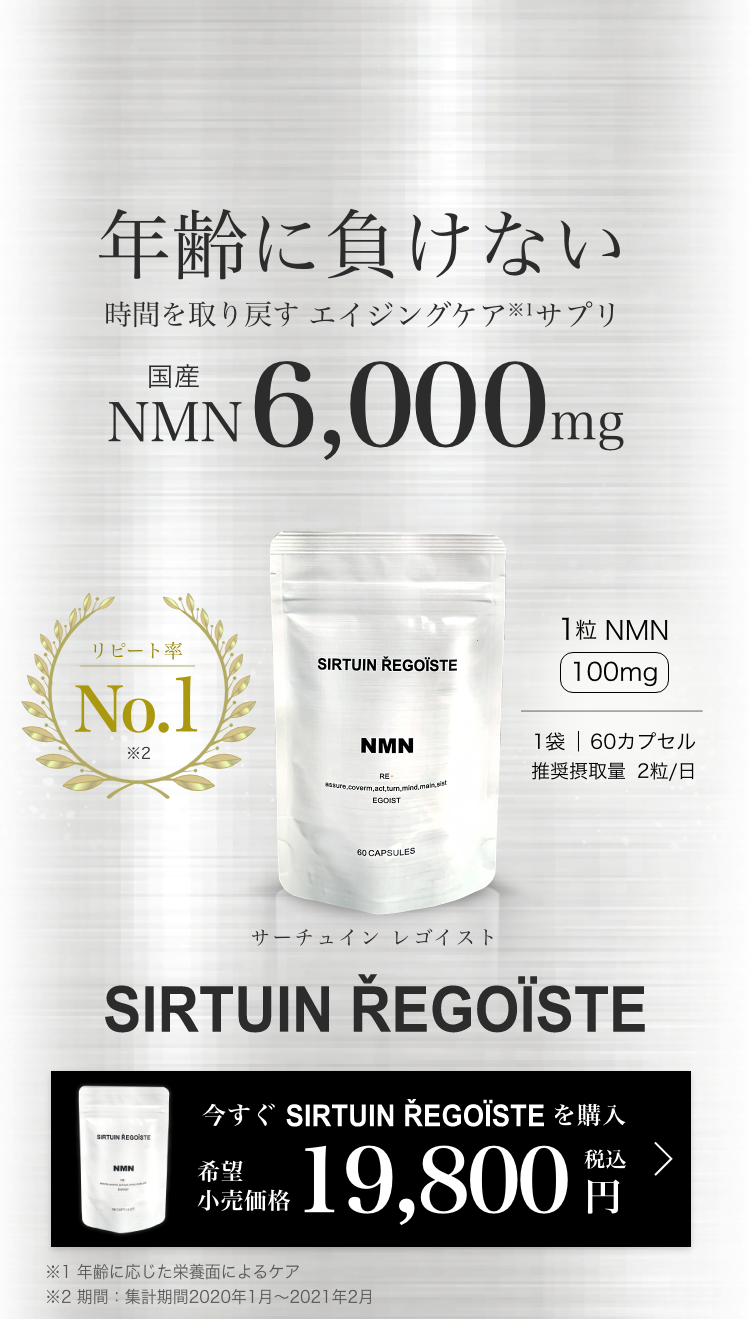 年齢に負けない
時間を取り戻す エイジングケア※1サプリ
国産
NMN 6,000mg
リピート率
No.1
※2
SIRTUIN ŘEGOÏSTE
NMN
RE-
assure,coverm,act,turn,mind,main,sist
EGOIST
60 CAPSULES
1粒 NMN
100mg
1袋｜60カプセル
推奨摂取量 2粒/日
サーチュイン レゴイスト
SIRTUIN ŘEGOÏSTE
SIRTUIN ŘEGOÏSTE
NMN
今すぐ SIRTUIN ŘEGOÏSTE を購入
希望
小売価格 19,800 税込
円
※1 年齢に応じた栄養面によるケア
※2 期間：集計期間2020年1月〜2021年2月